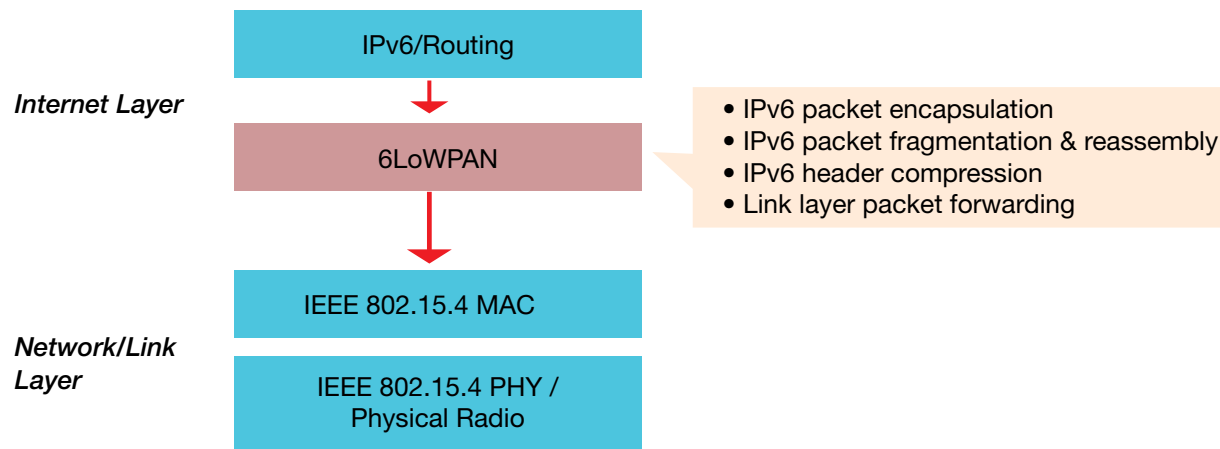 IPv6/Routing
Internet Layer
6LoWPAN
• IPv6 packet encapsulation
• IPv6 packet fragmentation & reassembly
• IPv6 header compression
• Link layer packet forwarding
IEEE 802.15.4 MAC
Network/Link
Layer
IEEE 802.15.4 PHY /
Physical Radio